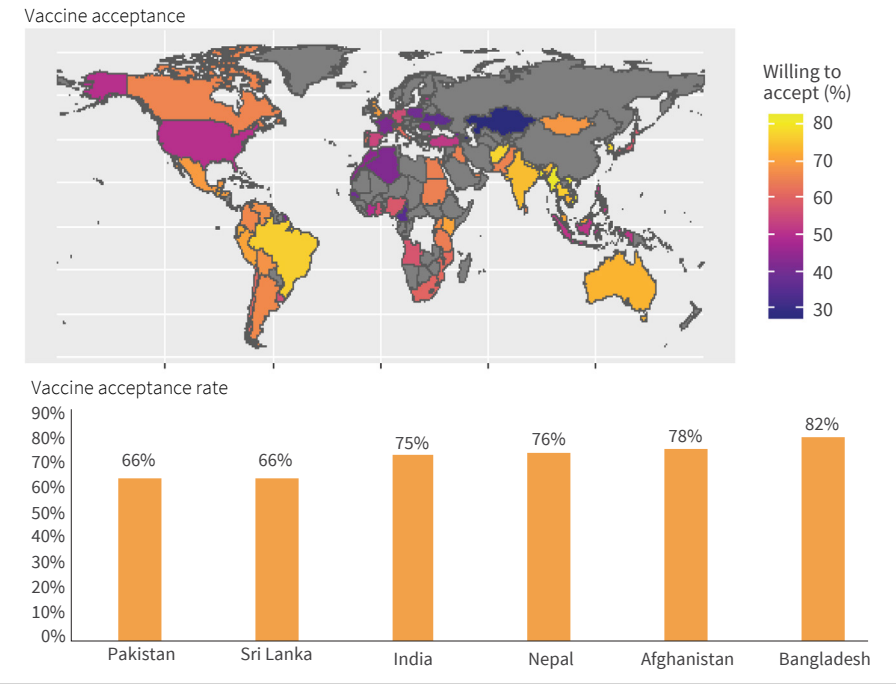 Vaccine acceptance
Willing to
accept (%)
80
70
60
50
40
30
Vaccine acceptance rate
90%
80%
70%
60%
50%
40%
30%
20%
10%
0%
66%
66%
75%
76%
78%
82%
Pakistan
Sri Lanka
India
Nepal
Afghanistan
Bangladesh